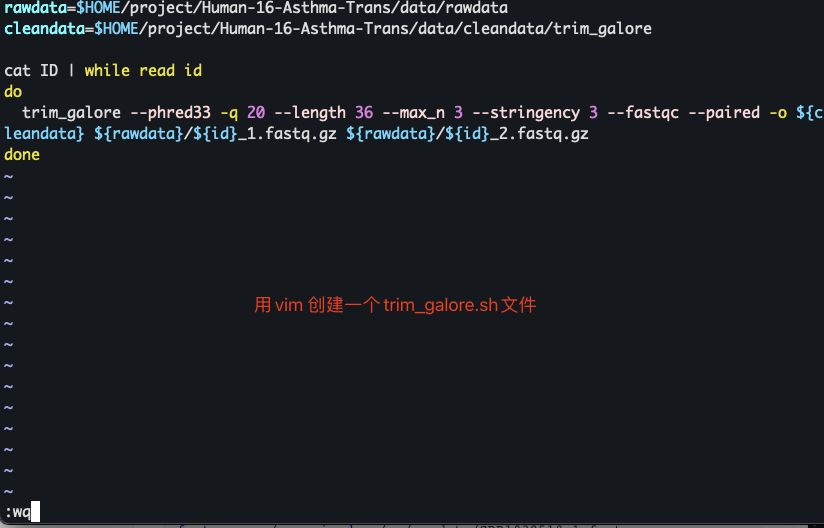 rawdata=$HOME/project/Human-16-Asthma-Trans/data/rawdata
cleandata=$HOME/project/Human-16-Asthma-Trans/data/cleandata/trim_galore
cat ID | while read id
do
  trim_galore --phred33 -q 20 --length 36 --max_n 3 --stringency 3 --fastqc --paired -o ${c
leandata} ${rawdata}/${id}_1.fastq.gz ${rawdata}/${id}_2.fastq.gz
done
~
~
~
~
~
~
用 vim 创建一个 trim_galore.sh 文件
~
~
~
~
~
~
~
~
~
~
:wq